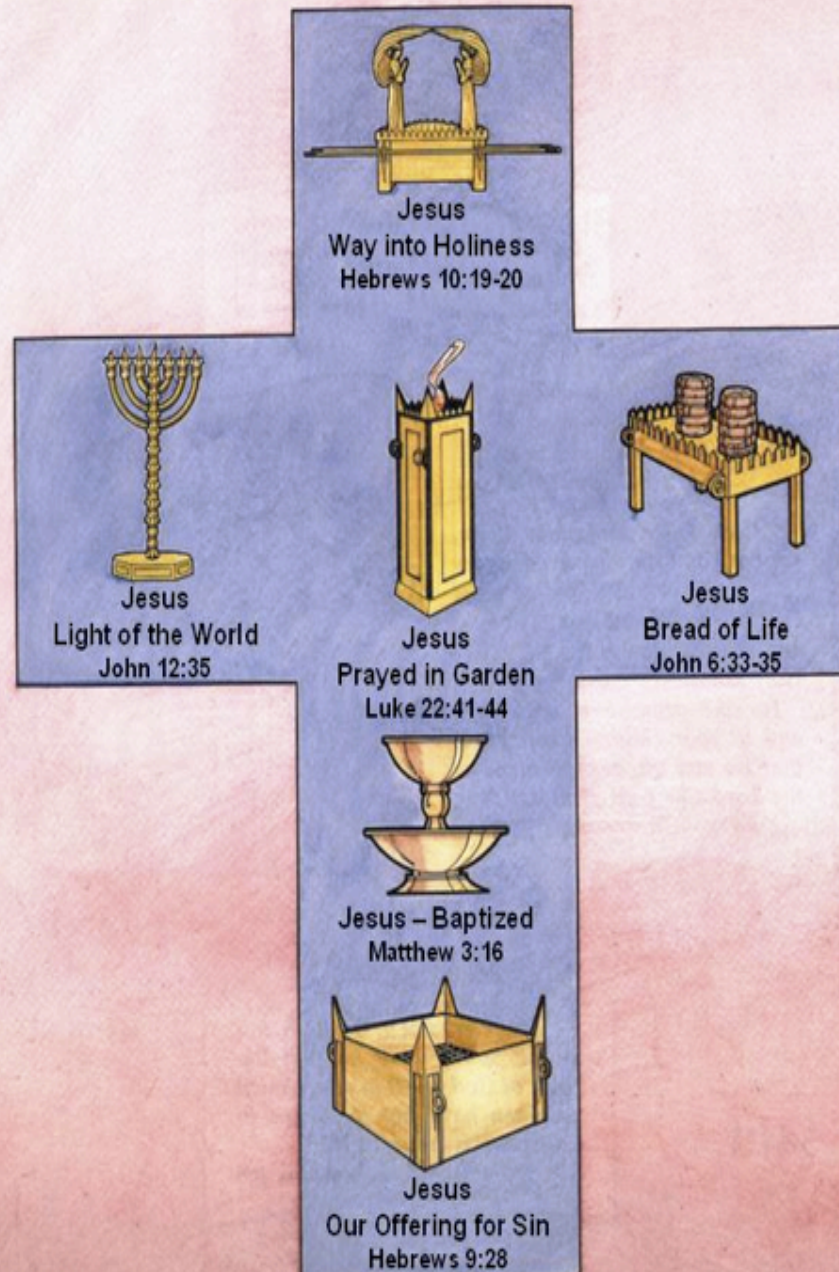 Jesus
Way into Holiness
Hebrews 10:19-20
Jesus
Light of the World
John 12:35
Jesus
Prayed in Garden
Luke 22:41-44
Jesus
Bread of Life
John 6:33-35
Jesus – Baptized
Matthew 3:16
Jesus
Our Offering for Sin
Hebrews 9:28